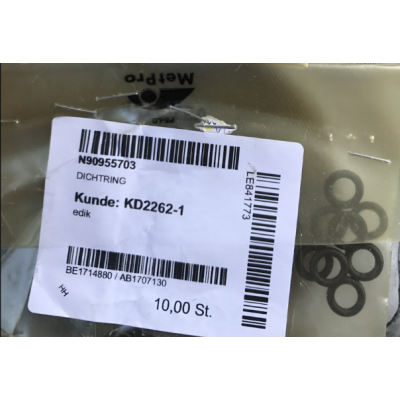 MetPro
N90955703
DICHTRING
Kunde: KD2262-1
edik
LE841773
BE1714880 / AB1707130
10,00 St.
HH